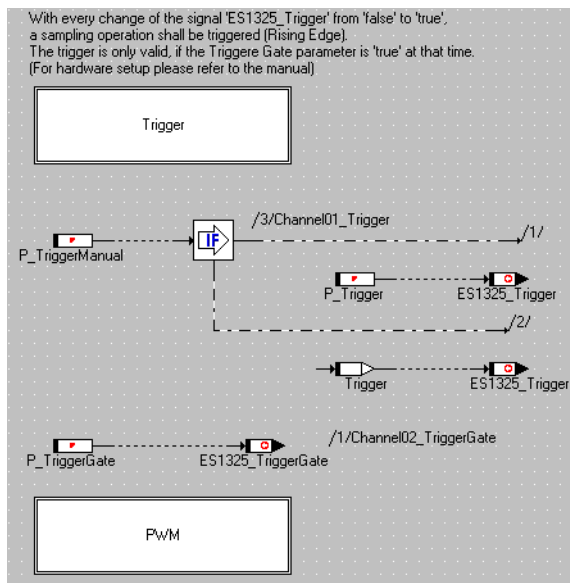 With every change of the signal 'ES1325_Trigger' from 'false' to 'true',
a sampling operation shall be triggered (Rising Edge).
The trigger is only valid, if the Triggere Gate parameter is 'true' at that time.
(For hardware setup please refer to the manual)
Trigger
/3/Channel01_Trigger
/1/
IF
P_TriggerManual
P_Trigger
ES1325_Trigger
/2/
Trigger
ES1325_Trigger
/1/Channel02_TriggerGate
P_TriggerGate
ES1325_TriggerGate
PWM